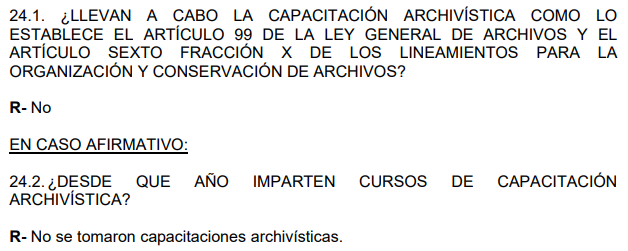 24.1. ¿LLEVAN A CABO LA CAPACITACIÓN ARCHIVÍSTICA COMO LO
ESTABLECE EL ARTÍCULO 99 DE LA LEY GENERAL DE ARCHIVOS Y EL
ARTÍCULO SEXTO FRACCIÓN X DE LOS LINEAMIENTOS PARA LA
ORGANIZACIÓN Y CONSERVACIÓN DE ARCHIVOS?
R- No
EN CASO AFIRMATIVO:
24.2. ¿DESDE QUE AÑO IMPARTEN CURSOS DE CAPACITACIÓN
ARCHIVÍSTICA?
R- No se tomaron capacitaciones archivísticas.